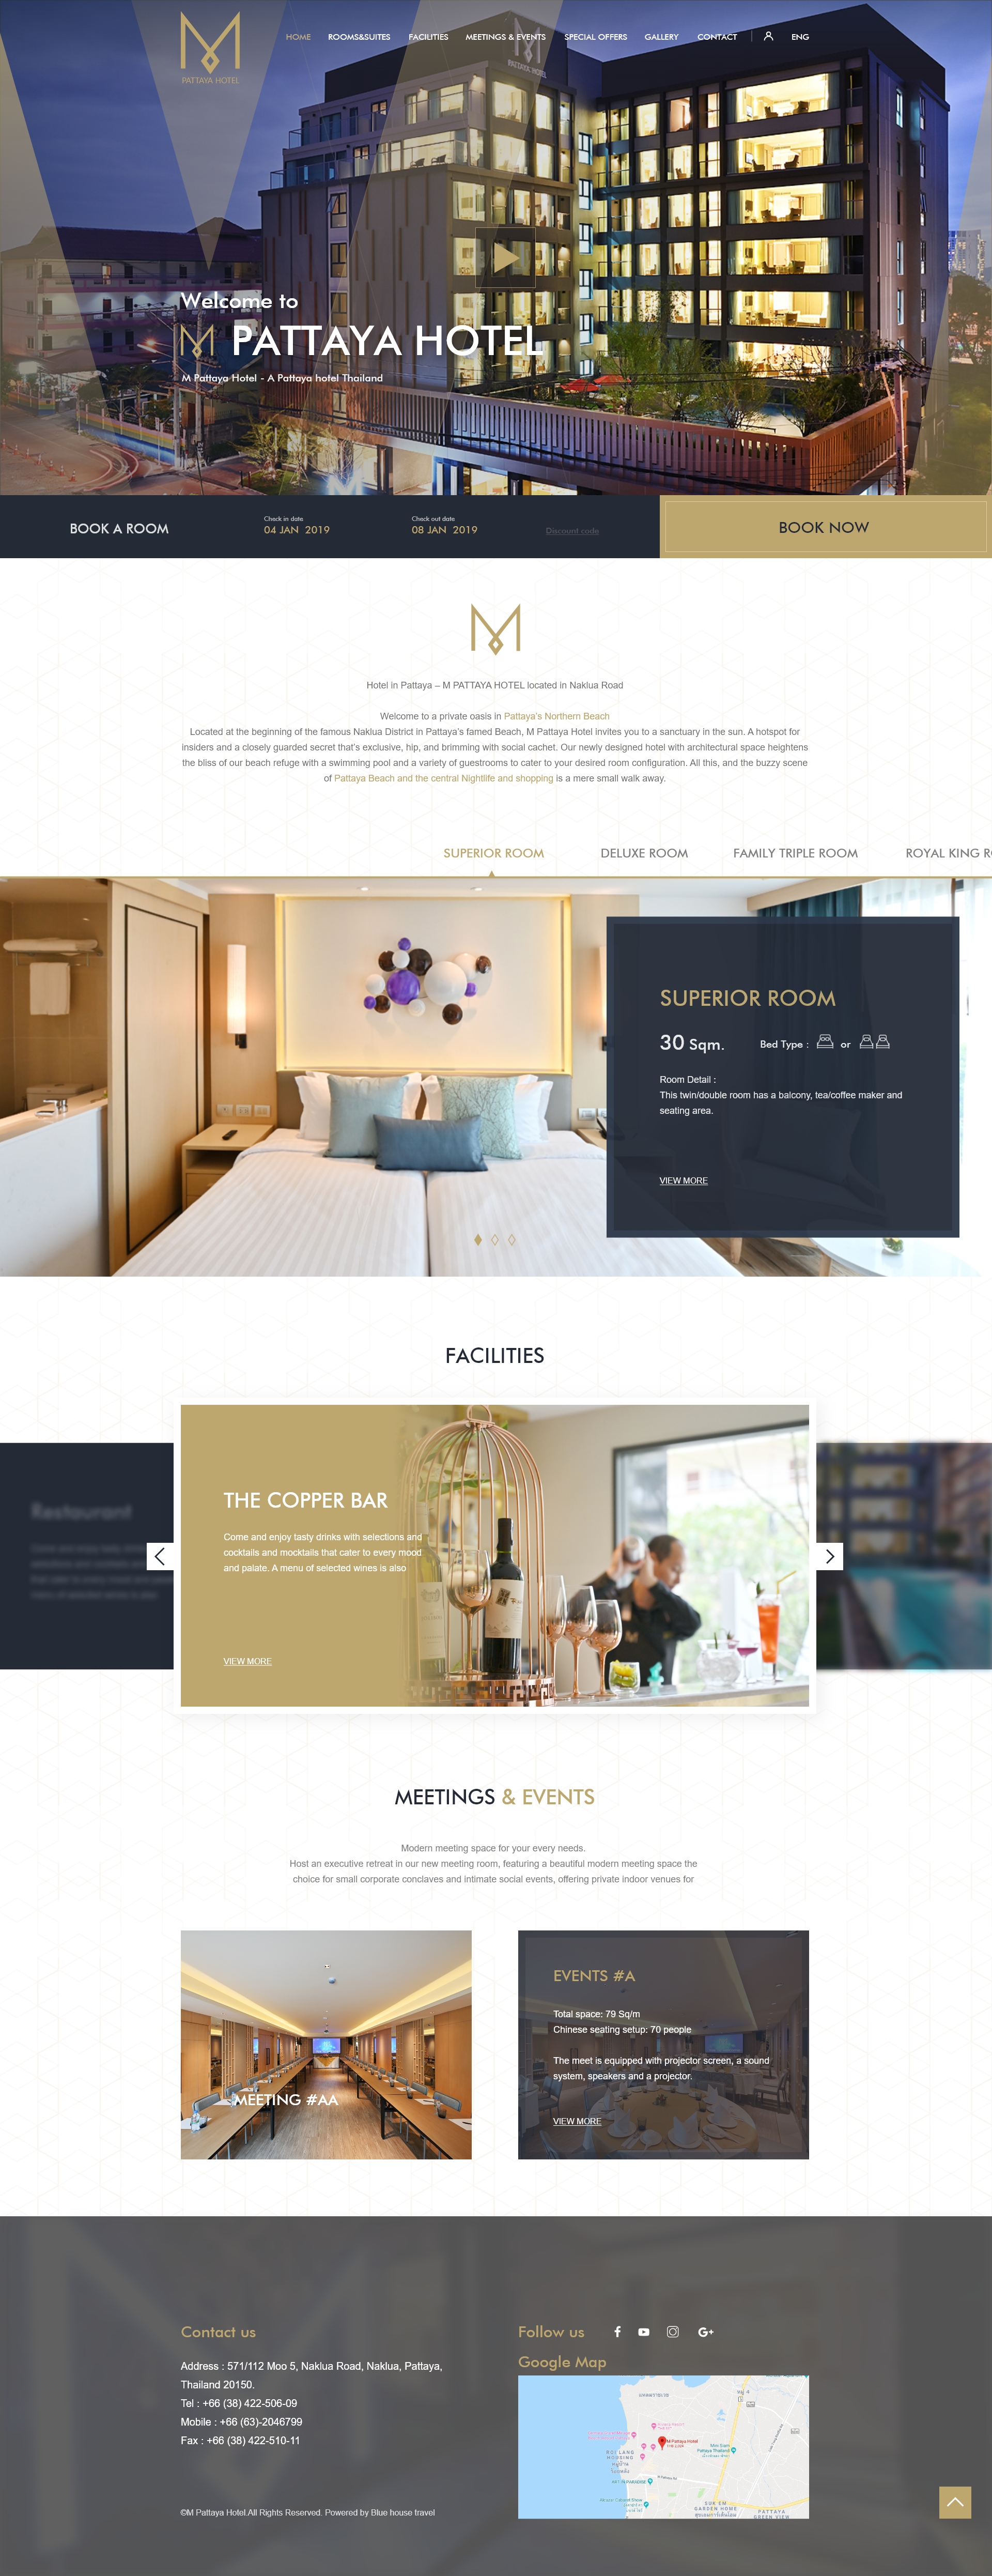 PATTAYA HOTEL
HOME ROOMS&SUITES FACILITIES MEETINGS & EVENTS SPECIAL OFFERS GALLERY CONTACT ENG
Welcome to
M PATTAYA HOTEL
M Pattaya Hotel - A Pattaya hotel Thailand
BOOK A ROOM
Check in date
04 JAN 2019
Check out date
08 JAN 2019
Discount code
BOOK NOW
M
Hotel in Pattaya – M PATTAYA HOTEL located in Naklua Road
Welcome to a private oasis in Pattaya's Northern Beach
Located at the beginning of the famous Naklua District in Pattaya's famed Beach, M Pattaya Hotel invites you to a sanctuary in the sun. A hotspot for
insiders and a closely guarded secret that's exclusive, hip, and brimming with social cachet. Our newly designed hotel with architectural space heightens
the bliss of our beach refuge with a swimming pool and a variety of guestrooms to cater to your desired room configuration. All this, and the buzzy scene
of Pattaya Beach and the central Nightlife and shopping is a mere small walk away.
SUPERIOR ROOM DELUXE ROOM FAMILY TRIPLE ROOM ROYAL KING
SUPERIOR ROOM
30 Sqm. Bed Type : or
Room Detail :
This twin/double room has a balcony, tea/coffee maker and
seating area.
VIEW MORE
FACILITIES
Restaurant
THE COPPER BAR
Come and enjoy tasty drinks with selections and
cocktails and mocktails that cater to every mood
and palate. A menu of selected wines is also
VIEW MORE
MEETINGS & EVENTS
Modern meeting space for your every needs.
Host an executive retreat in our new meeting room, featuring a beautiful modern meeting space the
choice for small corporate conclaves and intimate social events, offering private indoor venues for
MEETING #AA
EVENTS #A
Total space: 79 Sq/m
Chinese seating setup: 70 people
The meet is equipped with projector screen, a sound
system, speakers and a projector.
VIEW MORE
Contact us
Address : 571/112 Moo 5, Naklua Road, Naklua, Pattaya,
Thailand 20150.
Tel : +66 (38) 422-506-09
Mobile : +66 (63)-2046799
Fax : +66 (38) 422-510-11
©M Pattaya Hotel.All Rights Reserved. Powered by Blue house travel
Follow us
Google Map
M Pattaya Hotel
SUK EM
GARDEN HOME
PATTAYA
GREEN VIEW